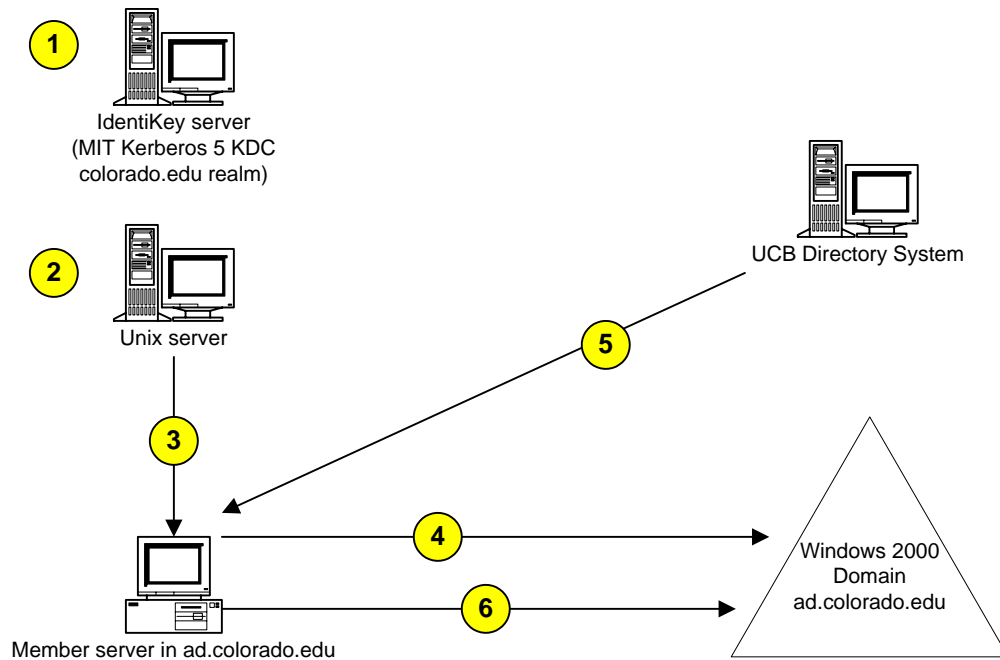 1
IdentiKey server
(MIT Kerberos 5 KDC
colorado.edu realm)
2
Unix server
UCB Directory System
5
3
4
Windows 2000
Domain
ad.colorado.edu
6
Member server in ad.colorado.edu